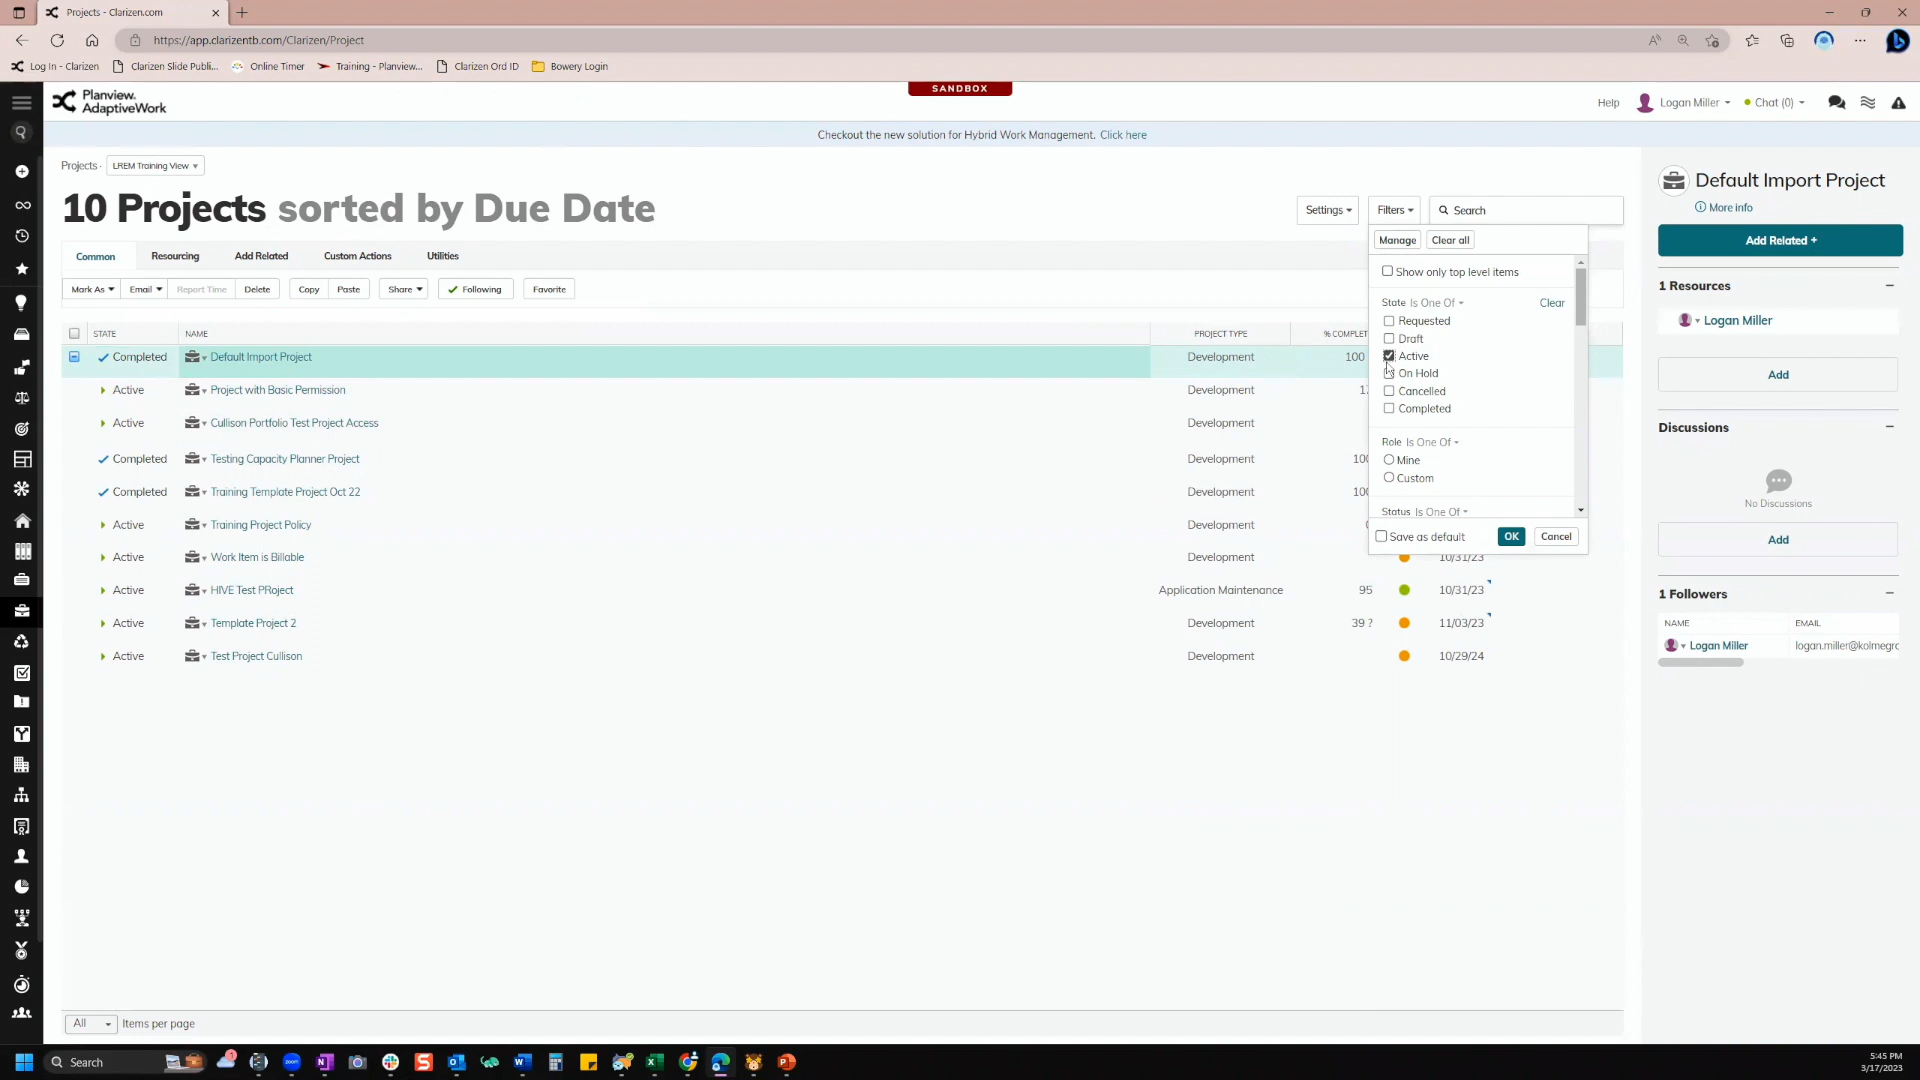 Projects - Clarizen.com
https://app.clarizentb.com/Clarizen/Project
Log In - Clarizen
Clarizen Slide Publi...
Online Timer
Training - Planview...
Clarizen Ord ID
Bowery Login
Planview.
AdaptiveWork
SANDBOX
Help
Logan Miller
Chat (0)
Checkout the new solution for Hybrid Work Management. Click here
Projects
LREM Training View
10 Projects sorted by Due Date
Settings
Filters
Search
Manage
Clear all
Common
Resourcing
Add Related
Custom Actions
Utilities
Mark As
Email
Report Time
Delete
Copy
Paste
Share
Following
Favorite
STATE
NAME
PROJECT TYPE
Completed Default Import Project Development 100
Active Project with Basic Permission Development
Active Cullison Portfolio Test Project Access Development
Completed Testing Capacity Planner Project Development
Completed Training Template Project Oct 22 Development
Active Training Project Policy Development
Active Work Item is Billable Development 10/31/23
Active HIVE Test PRoject Application Maintenance 95 10/31/23
Active Template Project 2 Development 39 ? 11/03/23
Active Test Project Cullison Development 10/29/24
Show only top level items
State Is One Of
Clear
Requested
Draft
Active
On Hold
Cancelled
Completed
Role Is One Of
Mine
Custom
Status Is One Of
Save as default
OK
Cancel
Default Import Project
More info
Add Related +
1 Resources
Logan Miller
Add
Discussions
No Discussions
Add
1 Followers
NAME
EMAIL
Logan Miller
logan.miller@kolmegrc
All
Items per page
Search
1
5:45 PM
3/17/2023